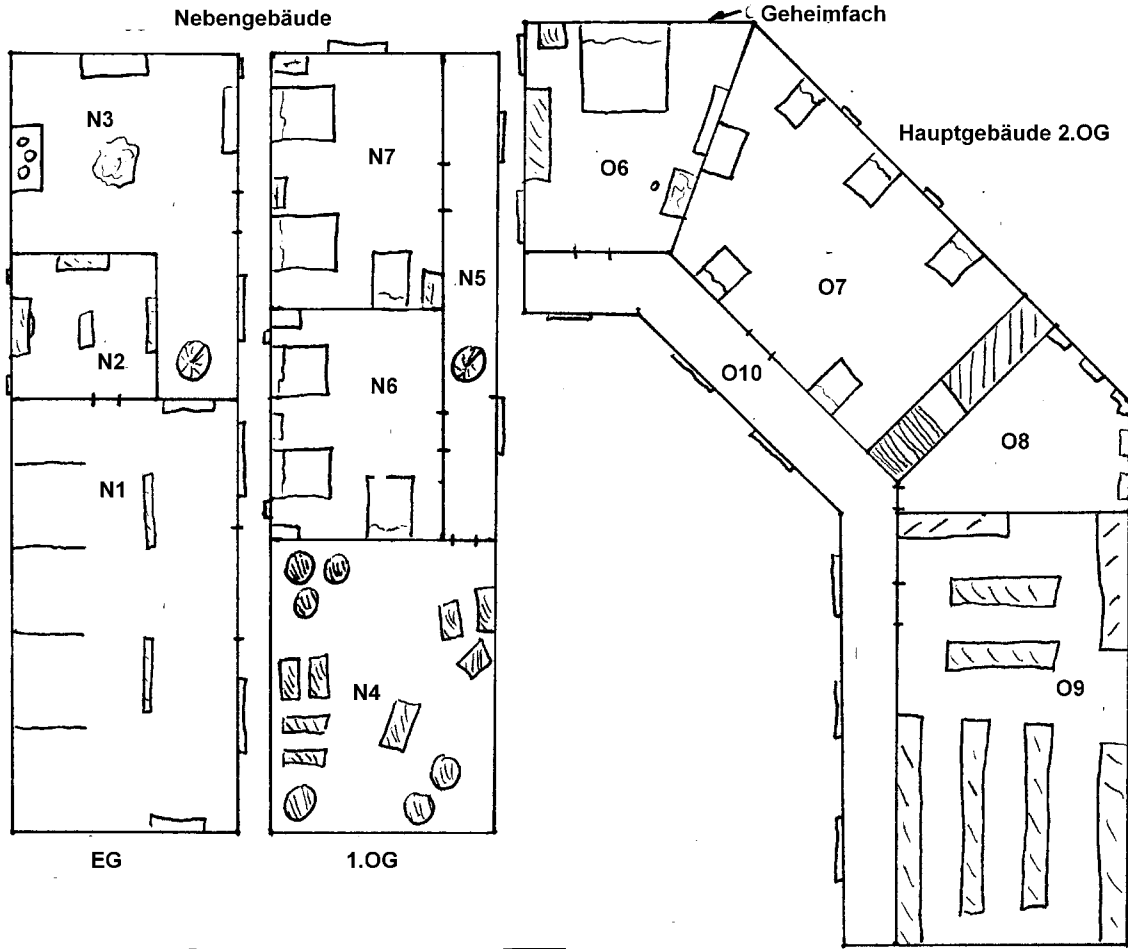 Nebengebäude
Geheimfach
Hauptgebäude 2.OG
N3
N7
O6
N5
O7
N2
N6
O10
O8
N1
N4
O9
EG
1.OG